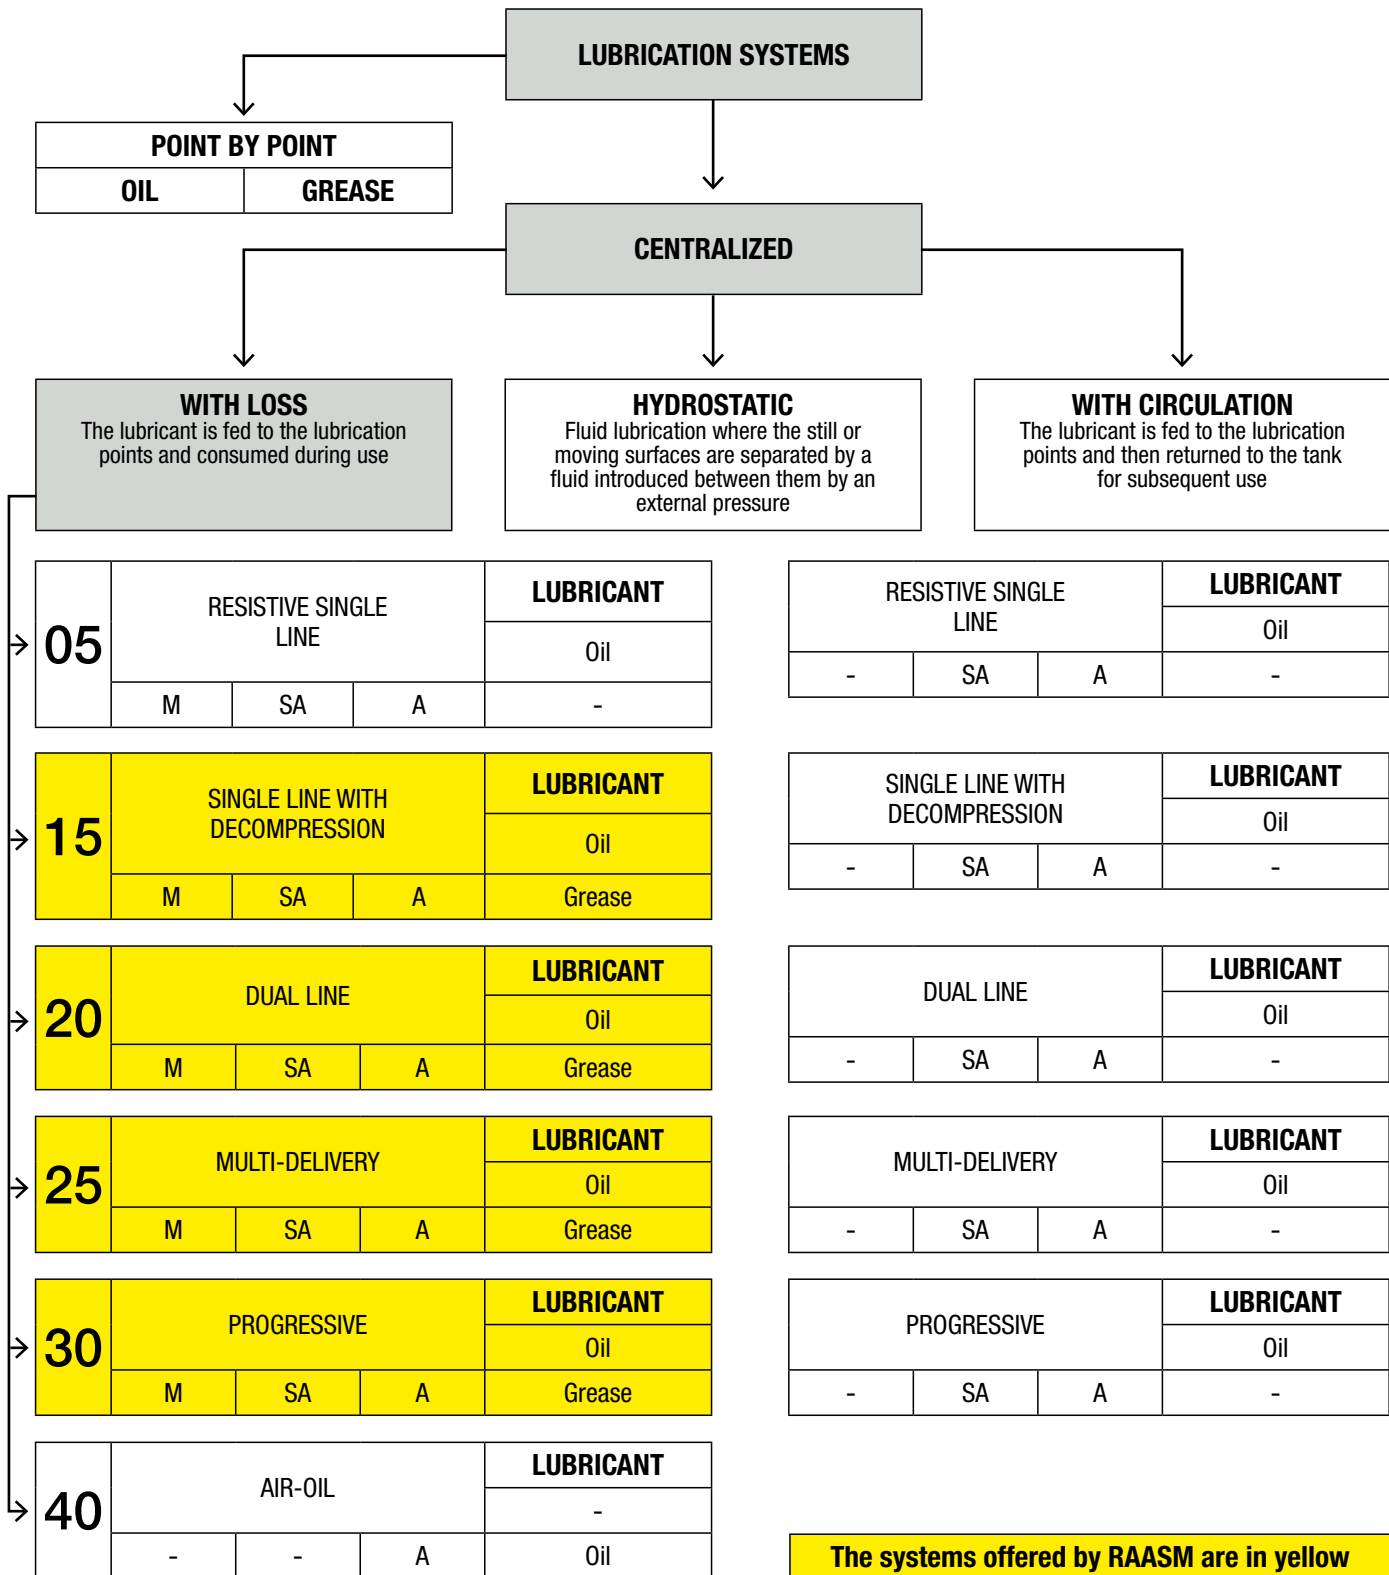 LUBRICATION SYSTEMS
POINT BY POINT
OIL GREASE
CENTRALIZED
WITH LOSS
The lubricant is fed to the lubrication
points and consumed during use
HYDROSTATIC
Fluid lubrication where the still or
moving surfaces are separated by a
fluid introduced between them by an
external pressure
WITH CIRCULATION
The lubricant is fed to the lubrication
points and then returned to the tank
for subsequent use
05
RESISTIVE SINGLE
LINE
LUBRICANT
Oil
M SA A -
RESISTIVE SINGLE
LINE
LUBRICANT
Oil
- SA A -
15
SINGLE LINE WITH
DECOMPRESSION
LUBRICANT
Oil
M SA A Grease
SINGLE LINE WITH
DECOMPRESSION
LUBRICANT
Oil
- SA A -
20
DUAL LINE
LUBRICANT
Oil
M SA A Grease
DUAL LINE
LUBRICANT
Oil
- SA A -
25
MULTI-DELIVERY
LUBRICANT
Oil
M SA A Grease
MULTI-DELIVERY
LUBRICANT
Oil
- SA A -
30
PROGRESSIVE
LUBRICANT
Oil
M SA A Grease
PROGRESSIVE
LUBRICANT
Oil
- SA A -
40
AIR-OIL
LUBRICANT
-
- - A Oil
The systems offered by RAASM are in yellow